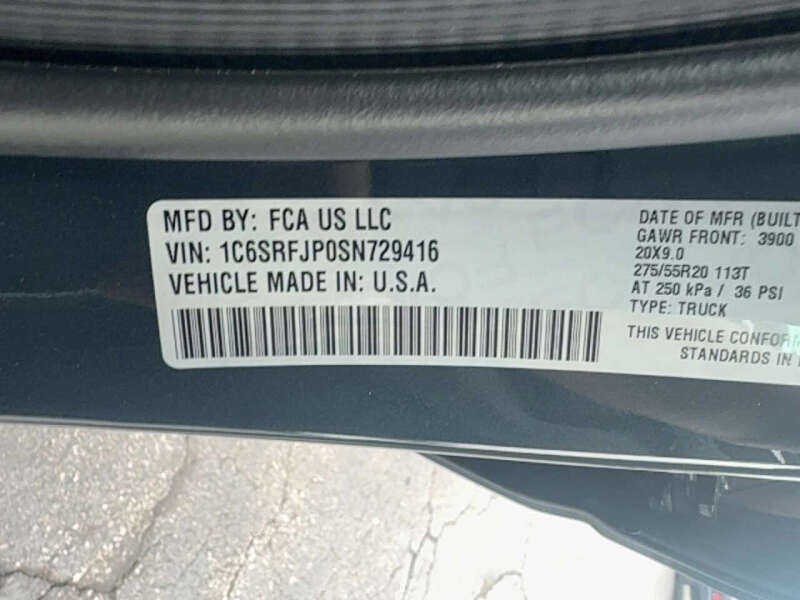 MFD BY: FCA US LLC
VIN: 1C6SRFJP0SN729416
VEHICLE MADE IN: U.S.A.
DATE OF MFR (BUILT
GAWR FRONT: 3900
20X9.0
275/55R20 113T
AT 250 kPa / 36 PSI
TYPE: TRUCK
THIS VEHICLE CONFORM
STANDARDS IN